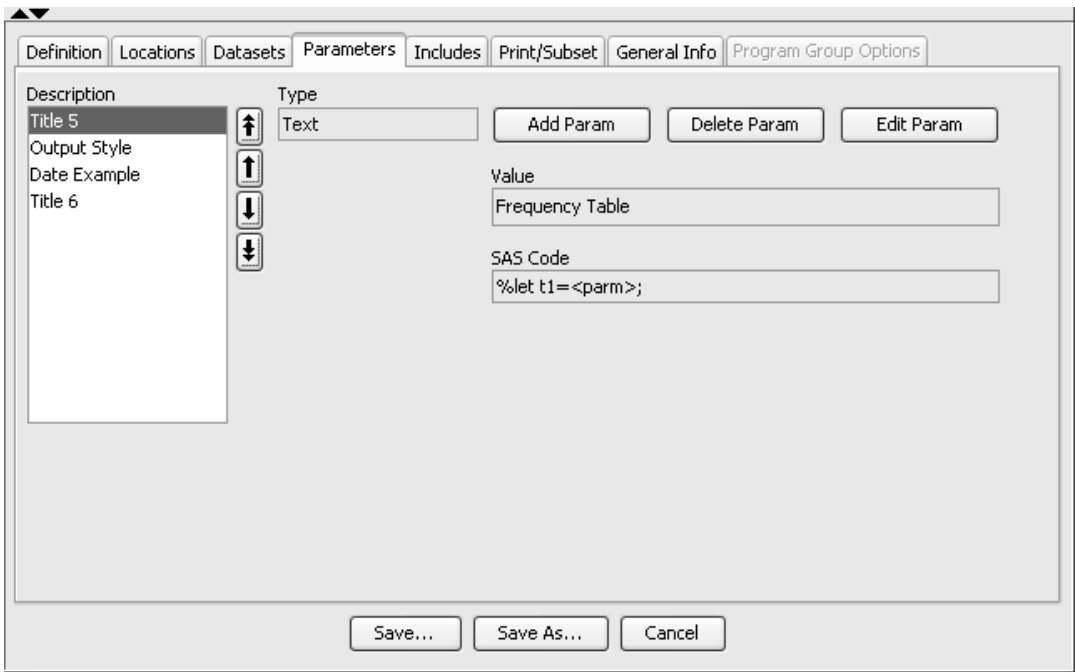 Definition Locations Datasets Parameters Includes Print/Subset General Info Program Group Options
Description Type
Title 5 Text Add Param Delete Param Edit Param
Output Style
Date Example Value
Title 6 Frequency Table
SAS Code
%let t1=<parm>;
Save... Save As... Cancel